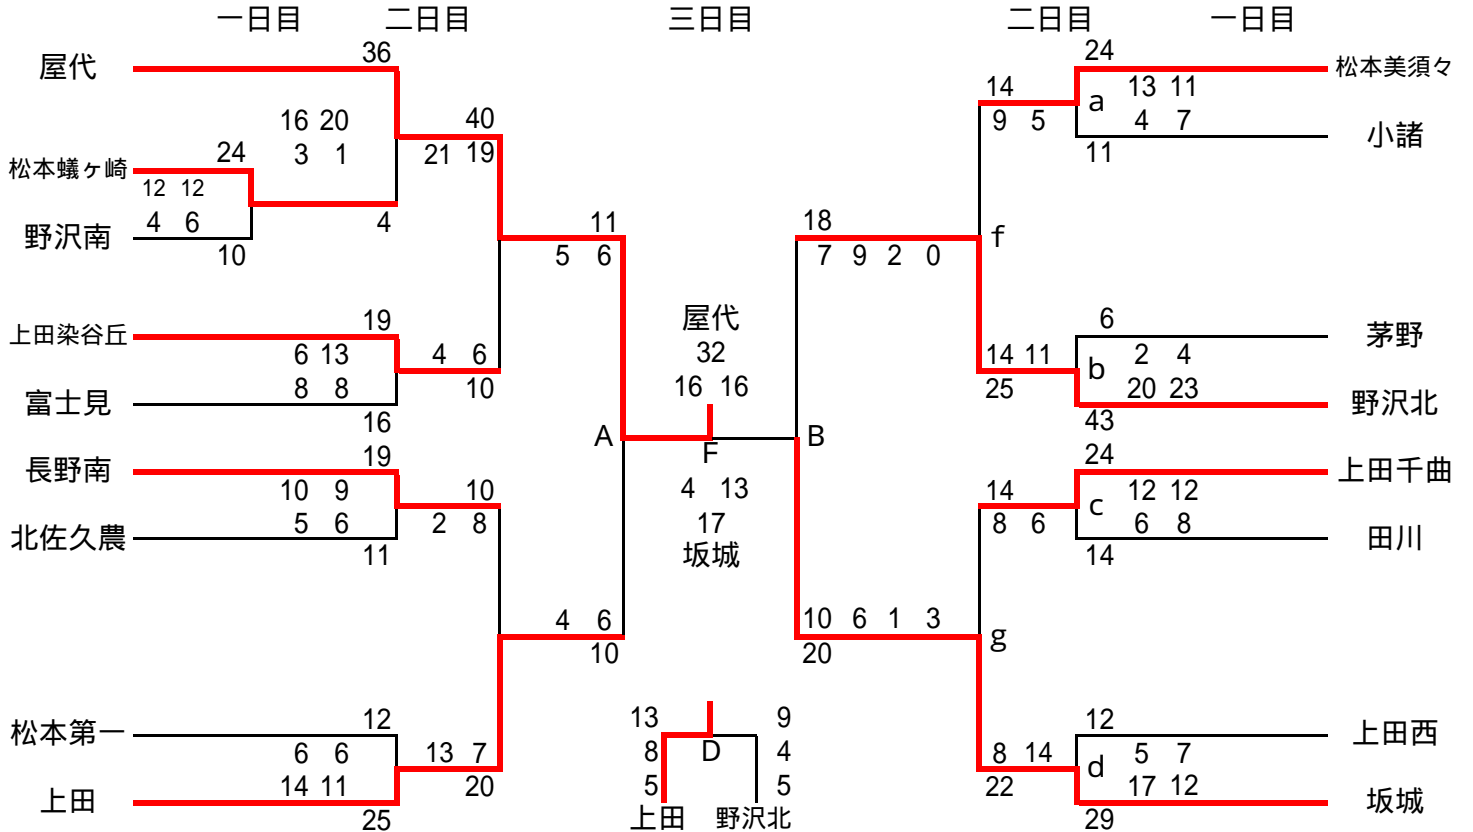 一日目 二日目 三日目 二日目 一日目
屋代
36
16 20
3 1
松本蟻ヶ崎
24
12 12
4 6
野沢南
10
4
40
21 19
上田染谷丘
19
6 13
8 8
富士見
16
4 6
10
11
5 6
長野南
19
10 9
5 6
北佐久農
11
10
2 8
松本第一
12
6 6
14 11
上田
25
13 7
20
4 6
10
A
屋代
32
16 16
F
4 13
17
坂城
B
13 9
8 D 4
5 5
上田 野沢北
18
7 9 2 0
f
14
9 5
24
a 13 11
4 7
11
松本美須々
小諸
14 11
25
6
b 2 4
20 23
43
茅野
野沢北
24
c 12 12
6 8
14
上田千曲
田川
14
8 6
10 6 1 3
20
g
8 14
22
12
d 5 7
17 12
29
上田西
坂城